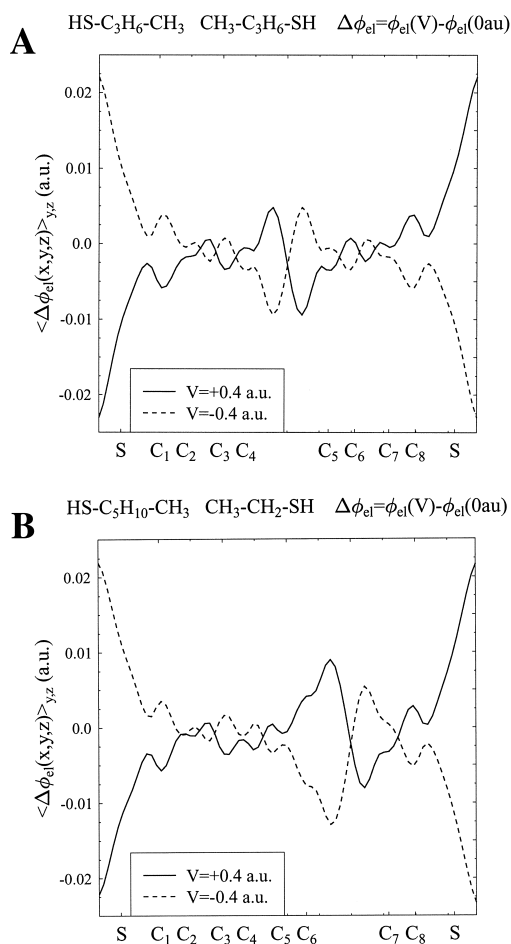 HS-C₃H₆-CH₃ CH₃-C₃H₆-SH Δϕₑₗ=ϕₑₗ(V)-ϕₑₗ(0au)
A
<Δϕₑₗ(x,y,z)>y,z (a.u.)
0.02
0.01
0.0
-0.01
-0.02
V=+0.4 a.u.
V=-0.4 a.u.
S C₁ C₂ C₃ C₄ C₅ C₆ C₇ C₈ S
HS-C₅H₁₀-CH₃ CH₃-CH₂-SH Δϕₑₗ=ϕₑₗ(V)-ϕₑₗ(0au)
B
<Δϕₑₗ(x,y,z)>y,z (a.u.)
0.02
0.01
0.0
-0.01
-0.02
V=+0.4 a.u.
V=-0.4 a.u.
S C₁ C₂ C₃ C₄ C₅ C₆ C₇ C₈ S